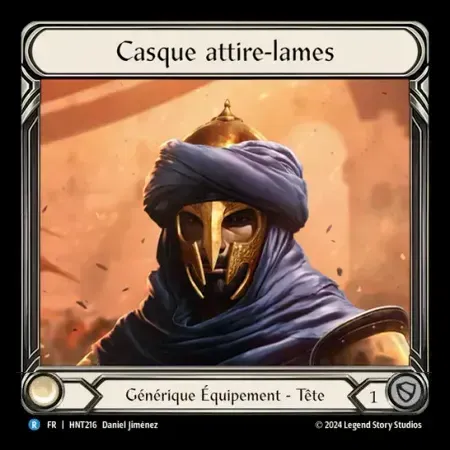 Casque attire-lames
Générique Équipement - Tête
1
R FR | HNT216 Daniel Jiménez
© 2024 Legend Story Studios